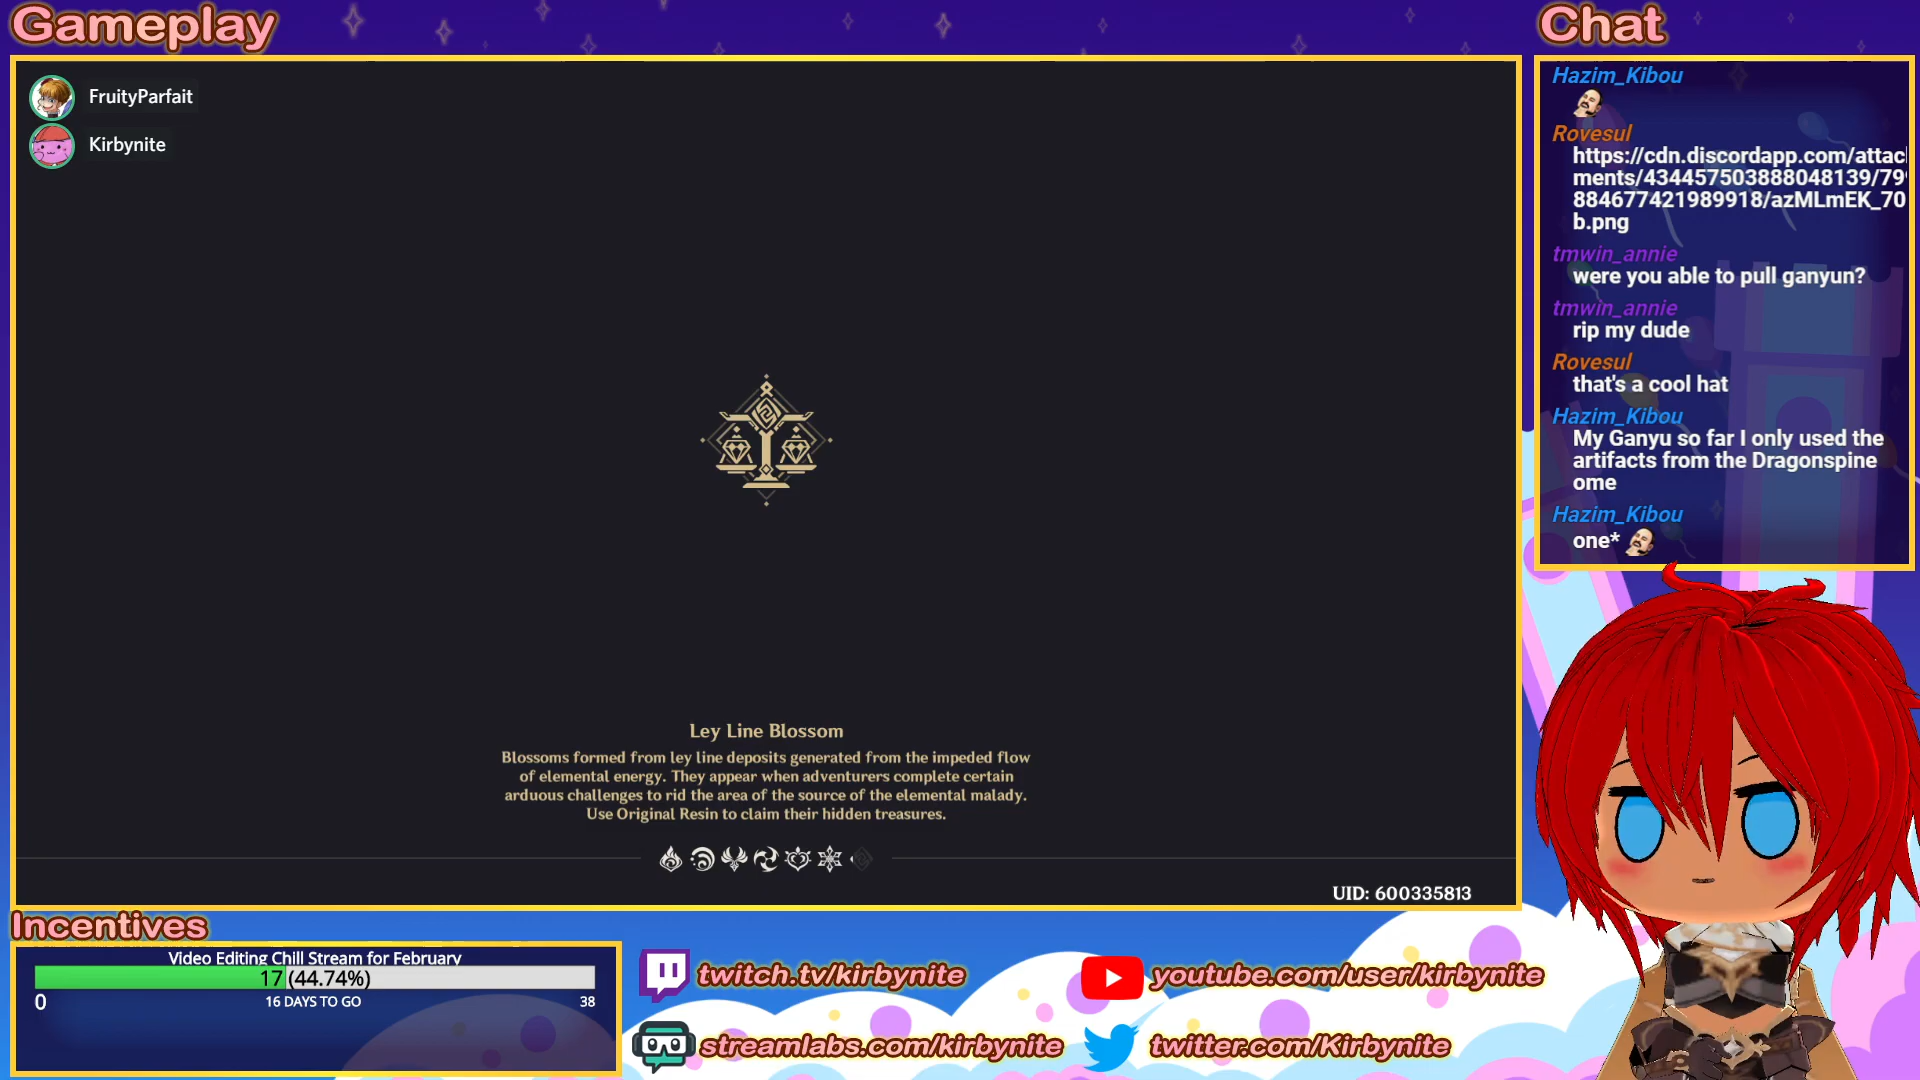 Gameplay
Chat
FruityParfait
Kirbynite
Hazim_Kibou
Rovesul
https://cdn.discordapp.com/attac
ments/434457503888048139/79
884677421989918/azMLmEK_70
b.png
tmwin_annie
were you able to pull ganyun?
tmwin_annie
rip my dude
Rovesul
that's a cool hat
Hazim_Kibou
My Ganyu so far I only used the
artifacts from the Dragonspine
ome
Hazim_Kibou
one*
Ley Line Blossom
Blossoms formed from ley line deposits generated from the impeded flow
of elemental energy. They appear when adventurers complete certain
arduous challenges to rid the area of the source of the elemental malady.
Use Original Resin to claim their hidden treasures.
UID: 600335813
Incentives
Video Editing Chill Stream for February
17 (44.74%)
0
16 DAYS TO GO
38
twitch.tv/kirbynite
youtube.com/user/kirbynite
streamlabs.com/kirbynite
twitter.com/Kirbynite